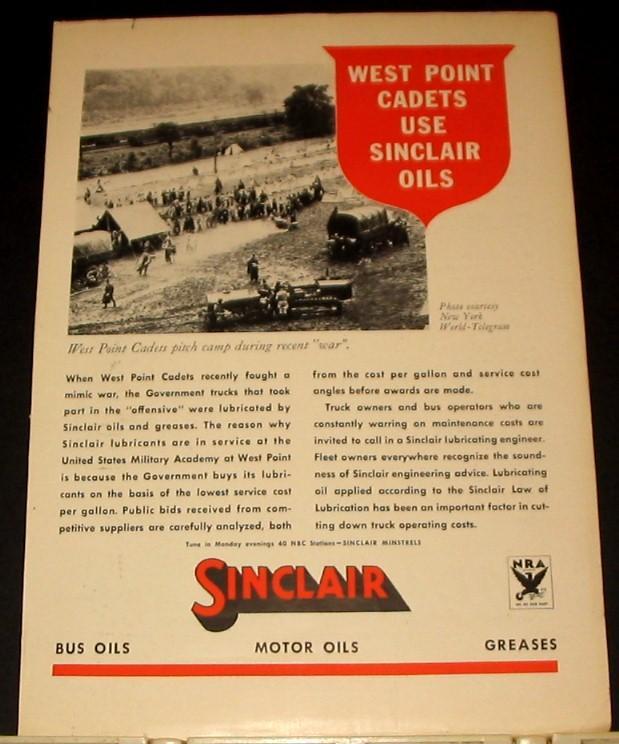 WEST POINT
CADETS
USE
SINCLAIR
OILS
Photo courtesy
New York
World-Telegram
West Point Cadets pitch camp during recent "war".
When West Point Cadets recently fought a
mimic war, the Government trucks that took
part in the "offensive" were lubricated by
Sinclair oils and greases. The reason why
Sinclair lubricants are in service at the
United States Military Academy at West Point
is because the Government buys its lubri-
cants on the basis of the lowest service cost
per gallon. Public bids received from com-
petitive suppliers are carefully analyzed, both
from the cost per gallon and service cost
angles before awards are made.
Truck owners and bus operators who are
constantly warring on maintenance costs are
invited to call in a Sinclair lubricating engineer.
Fleet owners everywhere recognize the sound-
ness of Sinclair engineering advice. Lubricating
oil applied according to the Sinclair Law of
Lubrication has been an important factor in cut-
ting down truck operating costs.
Tune in Monday evenings 40 NBC Stations—SINCLAIR MINSTRELS
SINCLAIR
NRA
WE DO OUR PART
BUS OILS
MOTOR OILS
GREASES